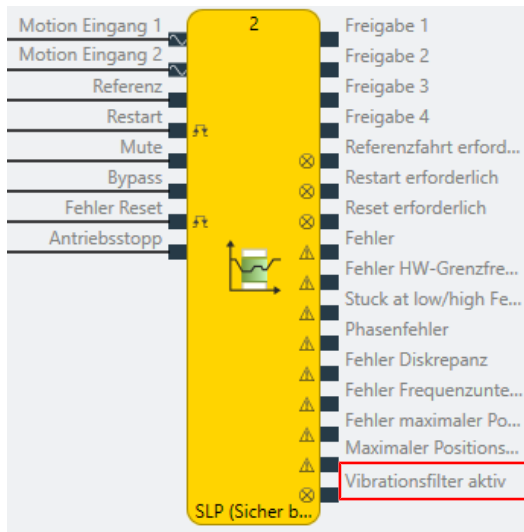 Motion Eingang 1
Motion Eingang 2
Referenz
Restart
Mute
Bypass
Fehler Reset
Antriebsstopp
2
SLP (Sicher b...
Freigabe 1
Freigabe 2
Freigabe 3
Freigabe 4
Referenzfahrt erford...
Restart erforderlich
Reset erforderlich
Fehler
Fehler HW-Grenzfre...
Stuck at low/high Fe...
Phasenfehler
Fehler Diskrepanz
Fehler Frequenzunte...
Fehler maximaler Po...
Maximaler Positions...
Vibrationsfilter aktiv